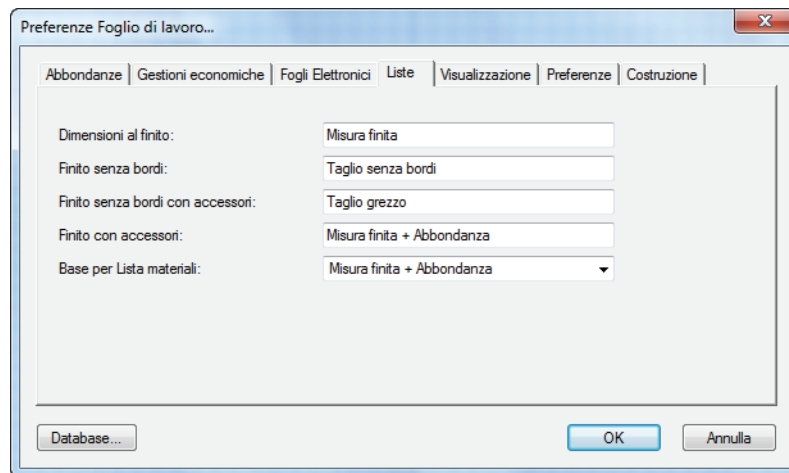 Preferenze Foglio di lavoro...
Abbondanze Gestioni economiche Fogli Elettronici Liste Visualizzazione Preferenze Costruzione
Dimensioni al finito: Misura finita
Finito senza bordi: Taglio senza bordi
Finito senza bordi con accessori: Taglio grezzo
Finito con accessori: Misura finita + Abbondanza
Base per Lista materiali: Misura finita + Abbondanza
Database... OK Annulla